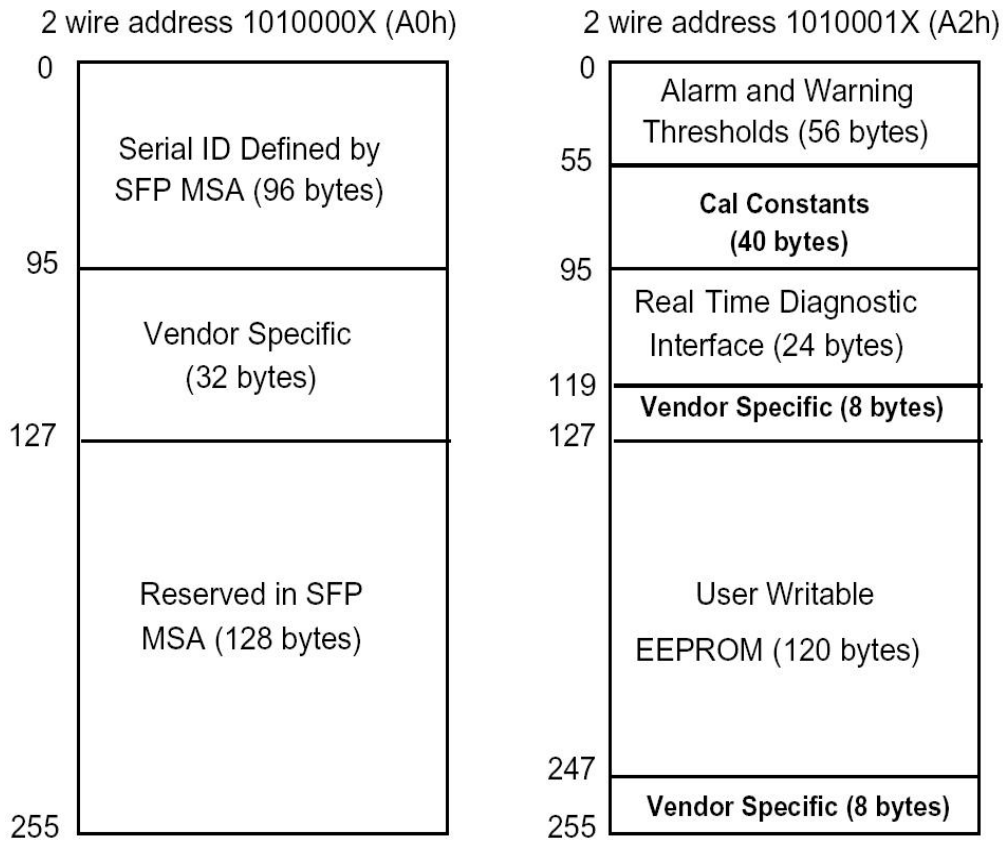 2 wire address 1010000X (A0h)
0
Serial ID Defined by
SFP MSA (96 bytes)
95
Vendor Specific
(32 bytes)
127
Reserved in SFP
MSA (128 bytes)
255
2 wire address 1010001X (A2h)
0
Alarm and Warning
Thresholds (56 bytes)
55
Cal Constants
(40 bytes)
95
Real Time Diagnostic
Interface (24 bytes)
119
Vendor Specific (8 bytes)
127
User Writable
EEPROM (120 bytes)
247
Vendor Specific (8 bytes)
255